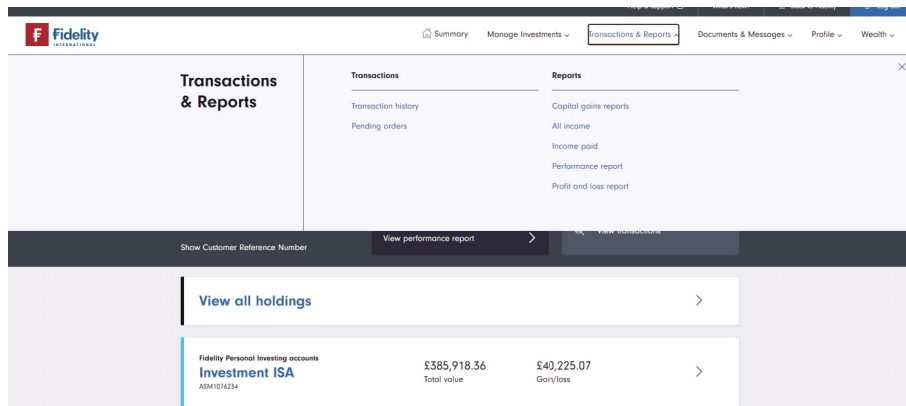 Fidelity
INTERNATIONAL
Summary
Manage Investments
Transactions & Reports
Documents & Messages
Profile
Wealth
Transactions
& Reports
Transactions
Transaction history
Pending orders
Reports
Capital gains reports
All income
Income paid
Performance report
Profit and loss report
Show Customer Reference Number
View performance report
View transactions
View all holdings
Fidelity Personal Investing accounts
Investment ISA
ASM1076234
£385,918.36
Total value
£40,225.07
Gain/loss